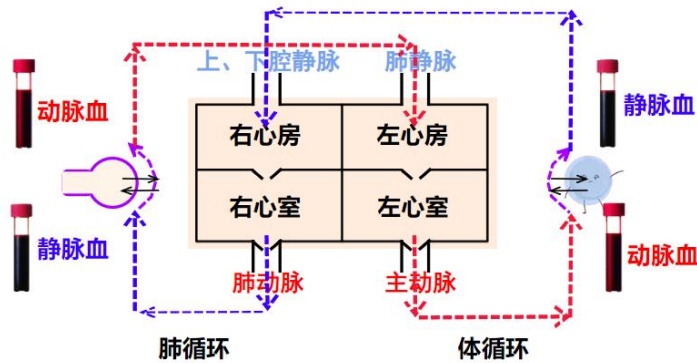 上、下腔静脉
肺静脉
动脉血
静脉血
右心房
左心房
静脉血
右心室
左心室
动脉血
肺动脉
主动脉
肺循环
体循环